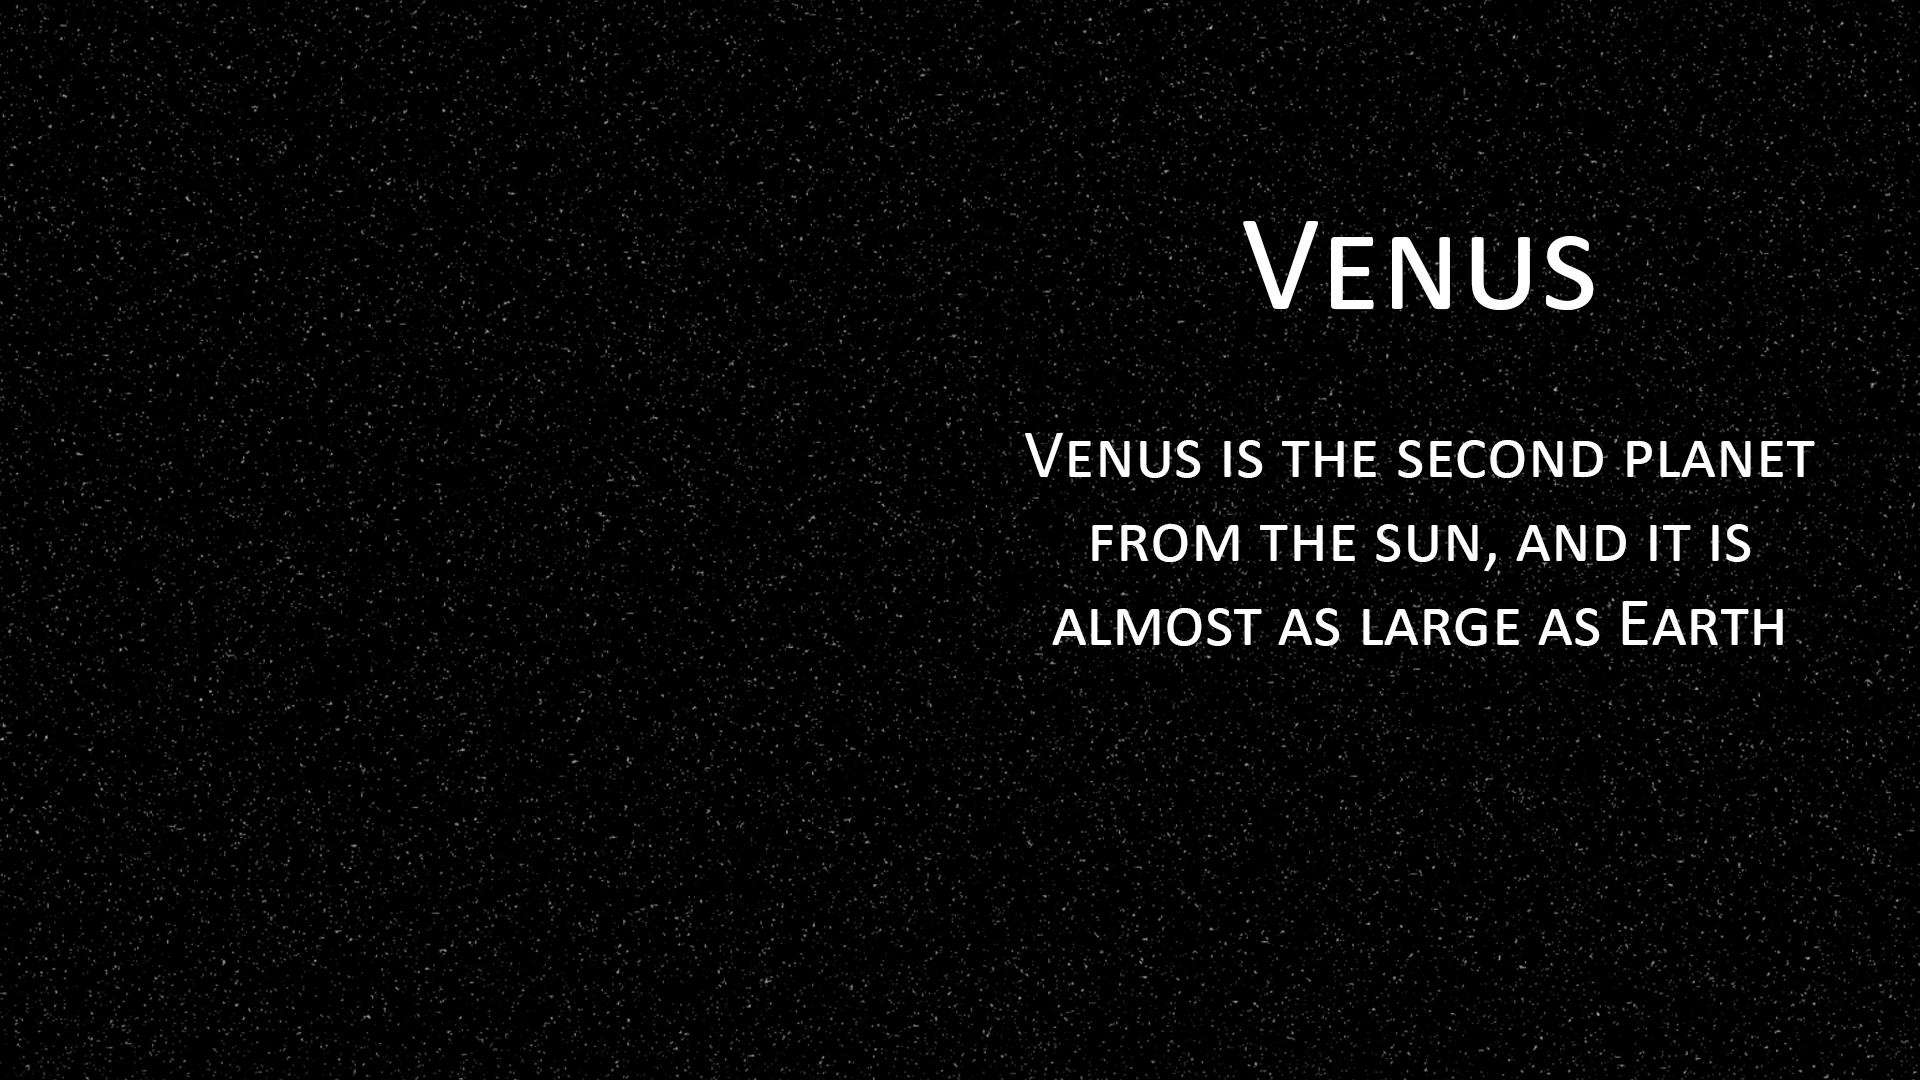 Venus
Venus is the second planet
from the sun, and it is
almost as large as Earth